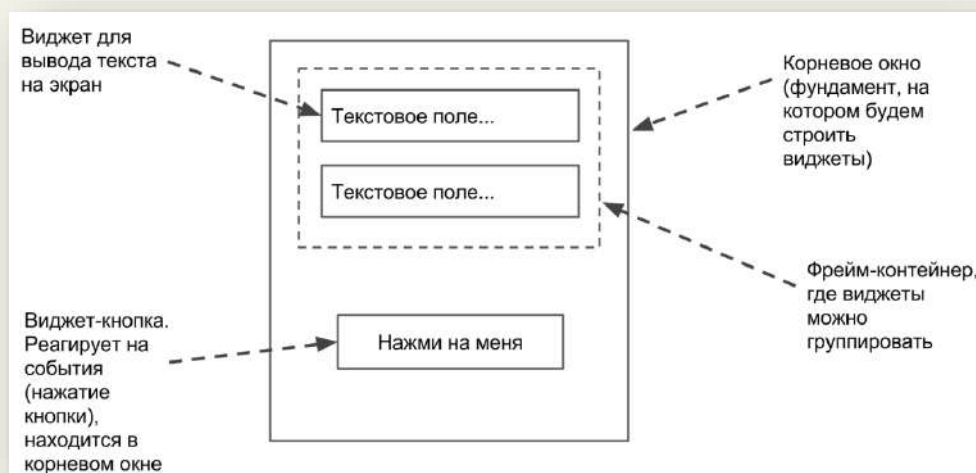 Виджет для
вывода текста
на экран
Текстовое поле...
Текстовое поле...
Корневое окно
(фундамент, на
котором будем
строить
виджеты)
Фрейм-контейнер,
где виджеты
можно
группировать
Виджет-кнопка.
Реагирует на
события
(нажатие
кнопки),
находится в
корневом окне
Нажми на меня